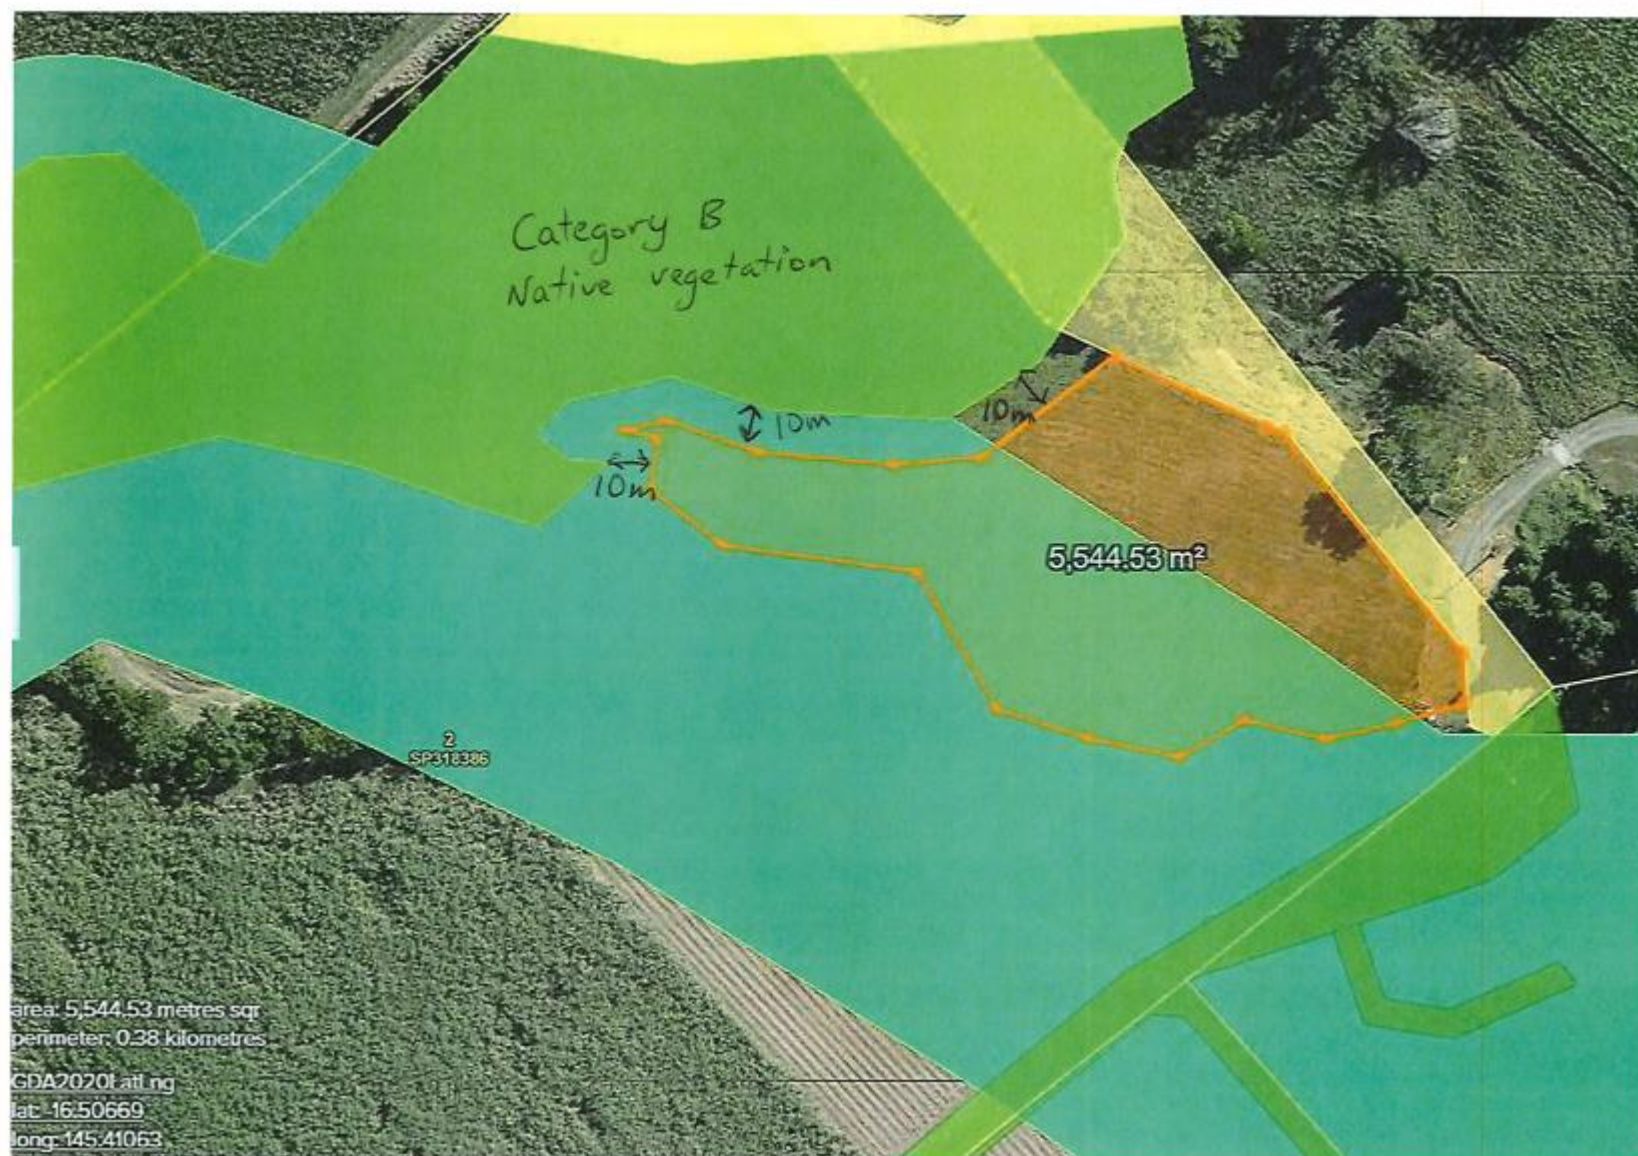 Category B
Native vegetation
10m
10m
10m
5,544.53 m²
2
SP318386
area: 5,544.53 metres sqr
perimeter: 0.38 kilometres
GDA2020LatLng
lat: -16.50669
long: 145.41063